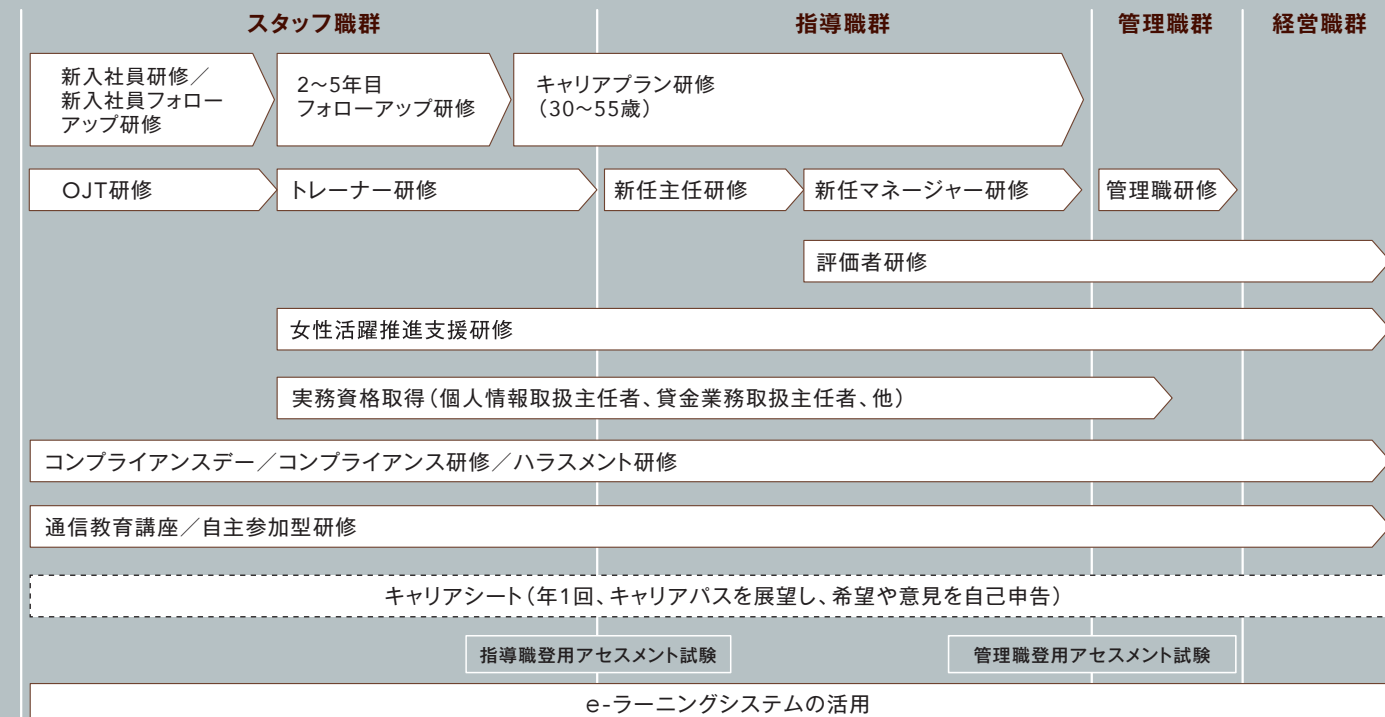 スタッフ職群
指導職群
管理職群
経営職群
新入社員研修／
新入社員フォロー
アップ研修
2～5年目
フォローアップ研修
キャリアプラン研修
（30～55歳）
OJT研修
トレーナー研修
新任主任研修
新任マネージャー研修
管理職研修
評価者研修
女性活躍推進支援研修
実務資格取得（個人情報取扱主任者、貸金業務取扱主任者、他）
コンプライアンスデー／コンプライアンス研修／ハラスメント研修
通信教育講座／自主参加型研修
キャリアシート（年1回、キャリアパスを展望し、希望や意見を自己申告）
指導職登用アセスメント試験
管理職登用アセスメント試験
e-ラーニングシステムの活用